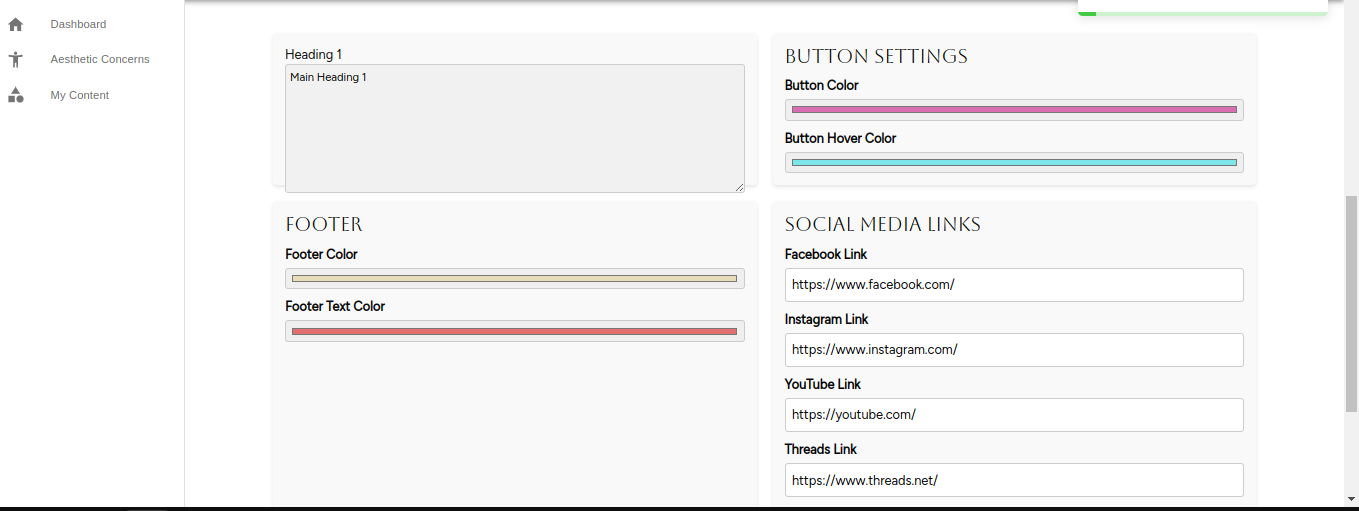 Dashboard
Aesthetic Concerns
My Content
Heading 1
Main Heading 1
BUTTON SETTINGS
Button Color
Button Hover Color
FOOTER
Footer Color
Footer Text Color
SOCIAL MEDIA LINKS
Facebook Link
https://www.facebook.com/
Instagram Link
https://www.instagram.com/
YouTube Link
https://youtube.com/
Threads Link
https://www.threads.net/